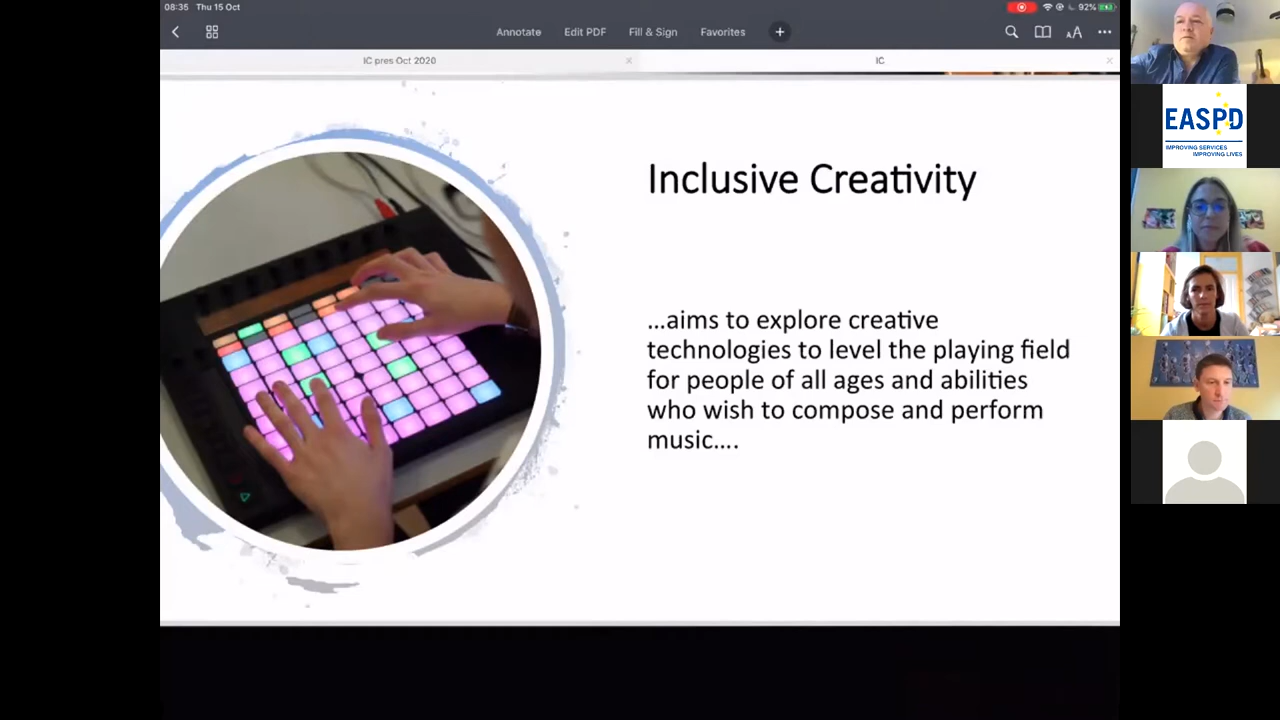 08:35 Thu 15 Oct
92%
Annotate Edit PDF Fill & Sign Favorites +
AA
IC pres Oct 2020
IC
Inclusive Creativity
...aims to explore creative
technologies to level the playing field
for people of all ages and abilities
who wish to compose and perform
music....
EASPD
IMPROVING SERVICES
IMPROVING LIVES